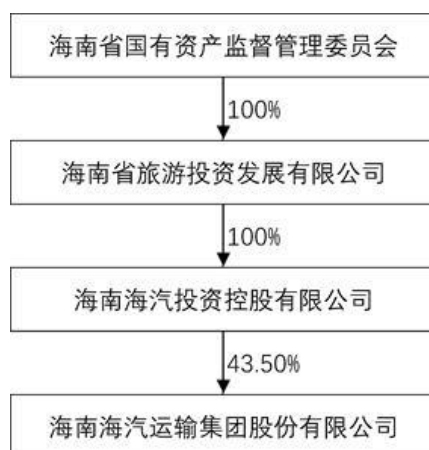 海南省国有资产监督管理委员会
100%
海南省旅游投资发展有限公司
100%
海南海汽投资控股有限公司
43.50%
海南海汽运输集团股份有限公司